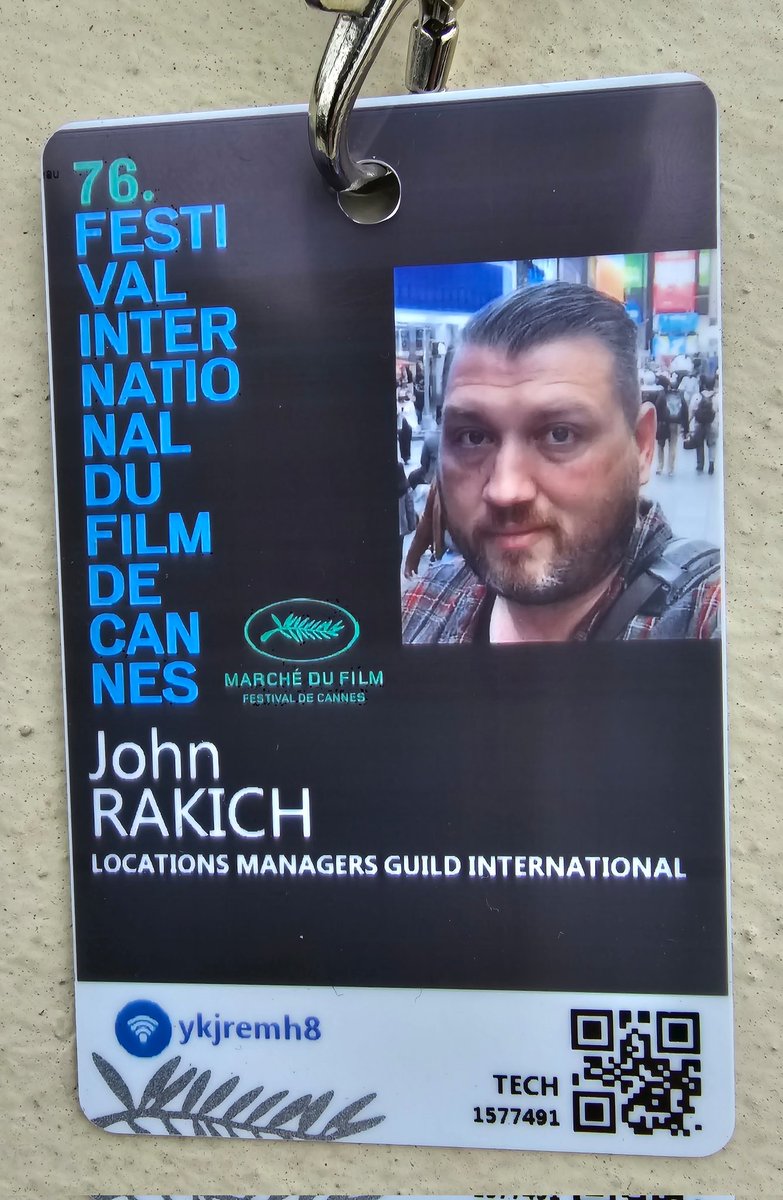 76.
FESTI
VAL
INTER
NATIO
NAL
DU
FILM
DE
CAN
NES
MARCHÉ DU FILM
FESTIVAL DE CANNES
John
RAKICH
LOCATIONS MANAGERS GUILD INTERNATIONAL
ykjremh8
TECH
1577491